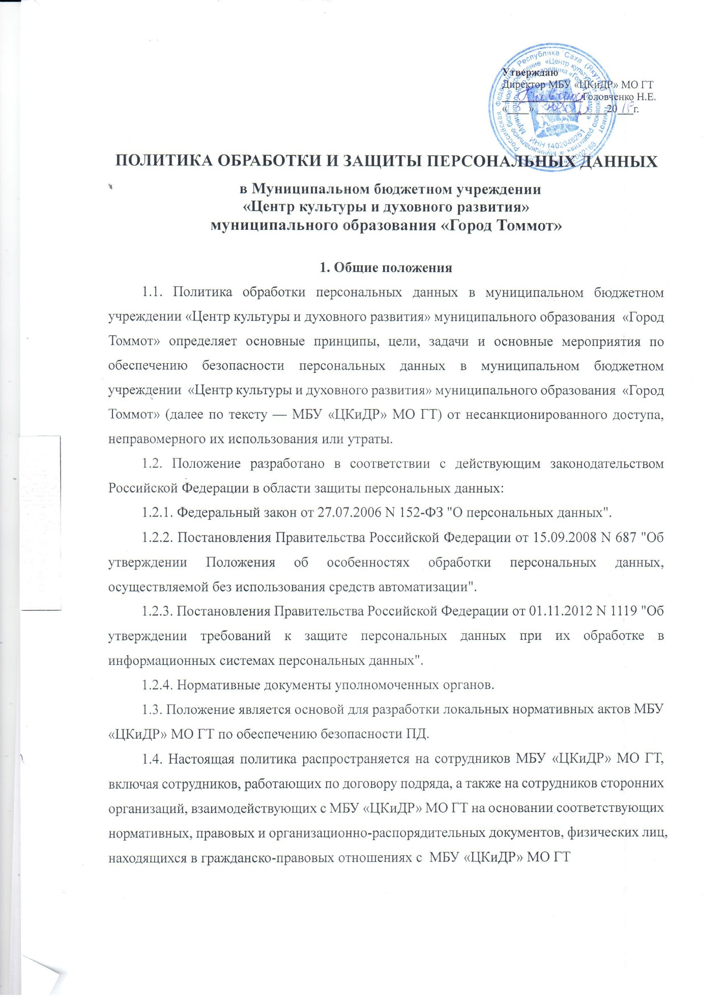 Утверждаю
Директор МБУ «ЦКиДР» МО ГТ
Головченко Н.Е.
«5» 20 г.
Российская Федерация Республика Саха (Якутия)
ИНН 1402046261
ПОЛИТИКА ОБРАБОТКИ И ЗАЩИТЫ ПЕРСОНАЛЬНЫХ ДАННЫХ
в Муниципальном бюджетном учреждении
«Центр культуры и духовного развития»
муниципального образования «Город Томмот»
1. Общие положения
1.1. Политика обработки персональных данных в муниципальном бюджетном
учреждении «Центр культуры и духовного развития» муниципального образования «Город
Томмот» определяет основные принципы, цели, задачи и основные мероприятия по
обеспечению безопасности персональных данных в муниципальном бюджетном
учреждении «Центр культуры и духовного развития» муниципального образования «Город
Томмот» (далее по тексту — МБУ «ЦКиДР» МО ГТ) от несанкционированного доступа,
неправомерного их использования или утраты.
1.2. Положение разработано в соответствии с действующим законодательством
Российской Федерации в области защиты персональных данных:
1.2.1. Федеральный закон от 27.07.2006 N 152-ФЗ "О персональных данных".
1.2.2. Постановления Правительства Российской Федерации от 15.09.2008 N 687 "Об
утверждении Положения об особенностях обработки персональных данных,
осуществляемой без использования средств автоматизации".
1.2.3. Постановления Правительства Российской Федерации от 01.11.2012 N 1119 "Об
утверждении требований к защите персональных данных при их обработке в
информационных системах персональных данных".
1.2.4. Нормативные документы уполномоченных органов.
1.3. Положение является основой для разработки локальных нормативных актов МБУ
«ЦКиДР» МО ГТ по обеспечению безопасности ПД.
1.4. Настоящая политика распространяется на сотрудников МБУ «ЦКиДР» МО ГТ,
включая сотрудников, работающих по договору подряда, а также на сотрудников сторонних
организаций, взаимодействующих с МБУ «ЦКиДР» МО ГТ на основании соответствующих
нормативных, правовых и организационно-распорядительных документов, физических лиц,
находящихся в гражданско-правовых отношениях с МБУ «ЦКиДР» МО ГТ